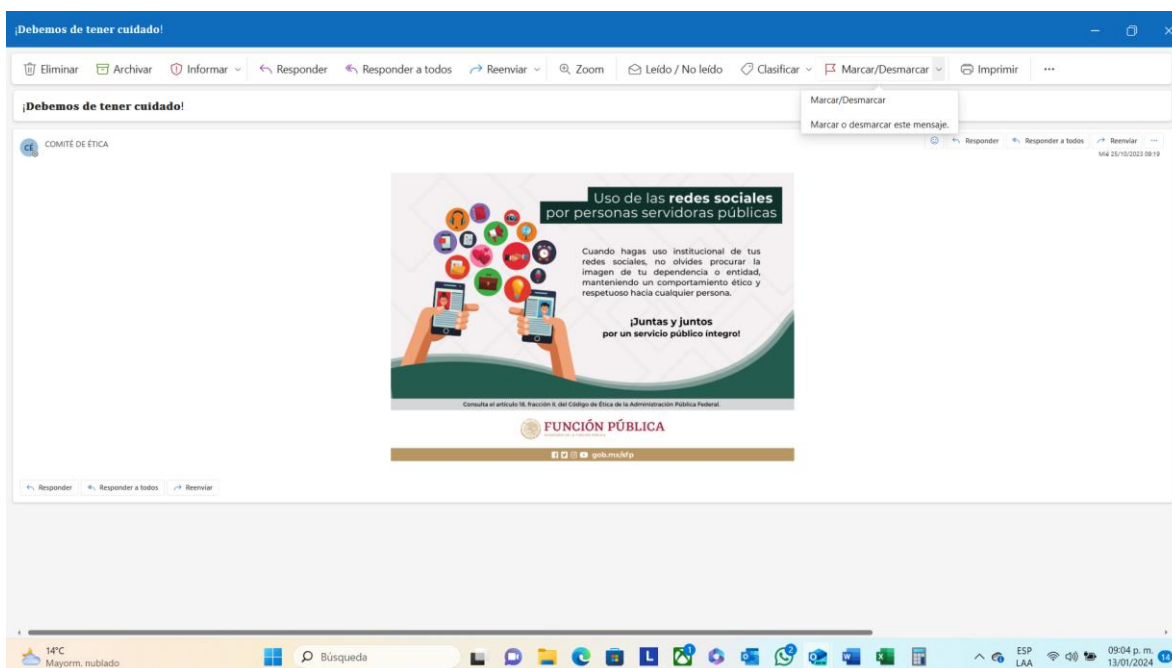 ¡Debemos de tener cuidado!
Eliminar Archivar Informar Responder Responder a todos Reenviar Zoom Leído / No leído Clasificar Marcar/Desmarcar Imprimir ...
¡Debemos de tener cuidado!
Marcar/Desmarcar
Marcar o desmarcar este mensaje.
CÉ COMITÉ DE ÉTICA
Responder Responder a todos Reenviar ...
Mié 25/10/2023 09:19
Uso de las redes sociales
por personas servidoras públicas
Cuando hagas uso institucional de tus
redes sociales, no olvides procurar la
imagen de tu dependencia o entidad,
manteniendo un comportamiento ético y
respetuoso hacia cualquier persona.
¡Juntas y juntos
por un servicio público íntegro!
Consulta el artículo 18, fracción II, del Código de Ética de la Administración Pública Federal.
FUNCIÓN PÚBLICA
gob.mx/sfp
Responder Responder a todos Reenviar
14°C
Mayorm. nublado
Búsqueda
ESP
LAA
09:04 p. m.
13/01/2024